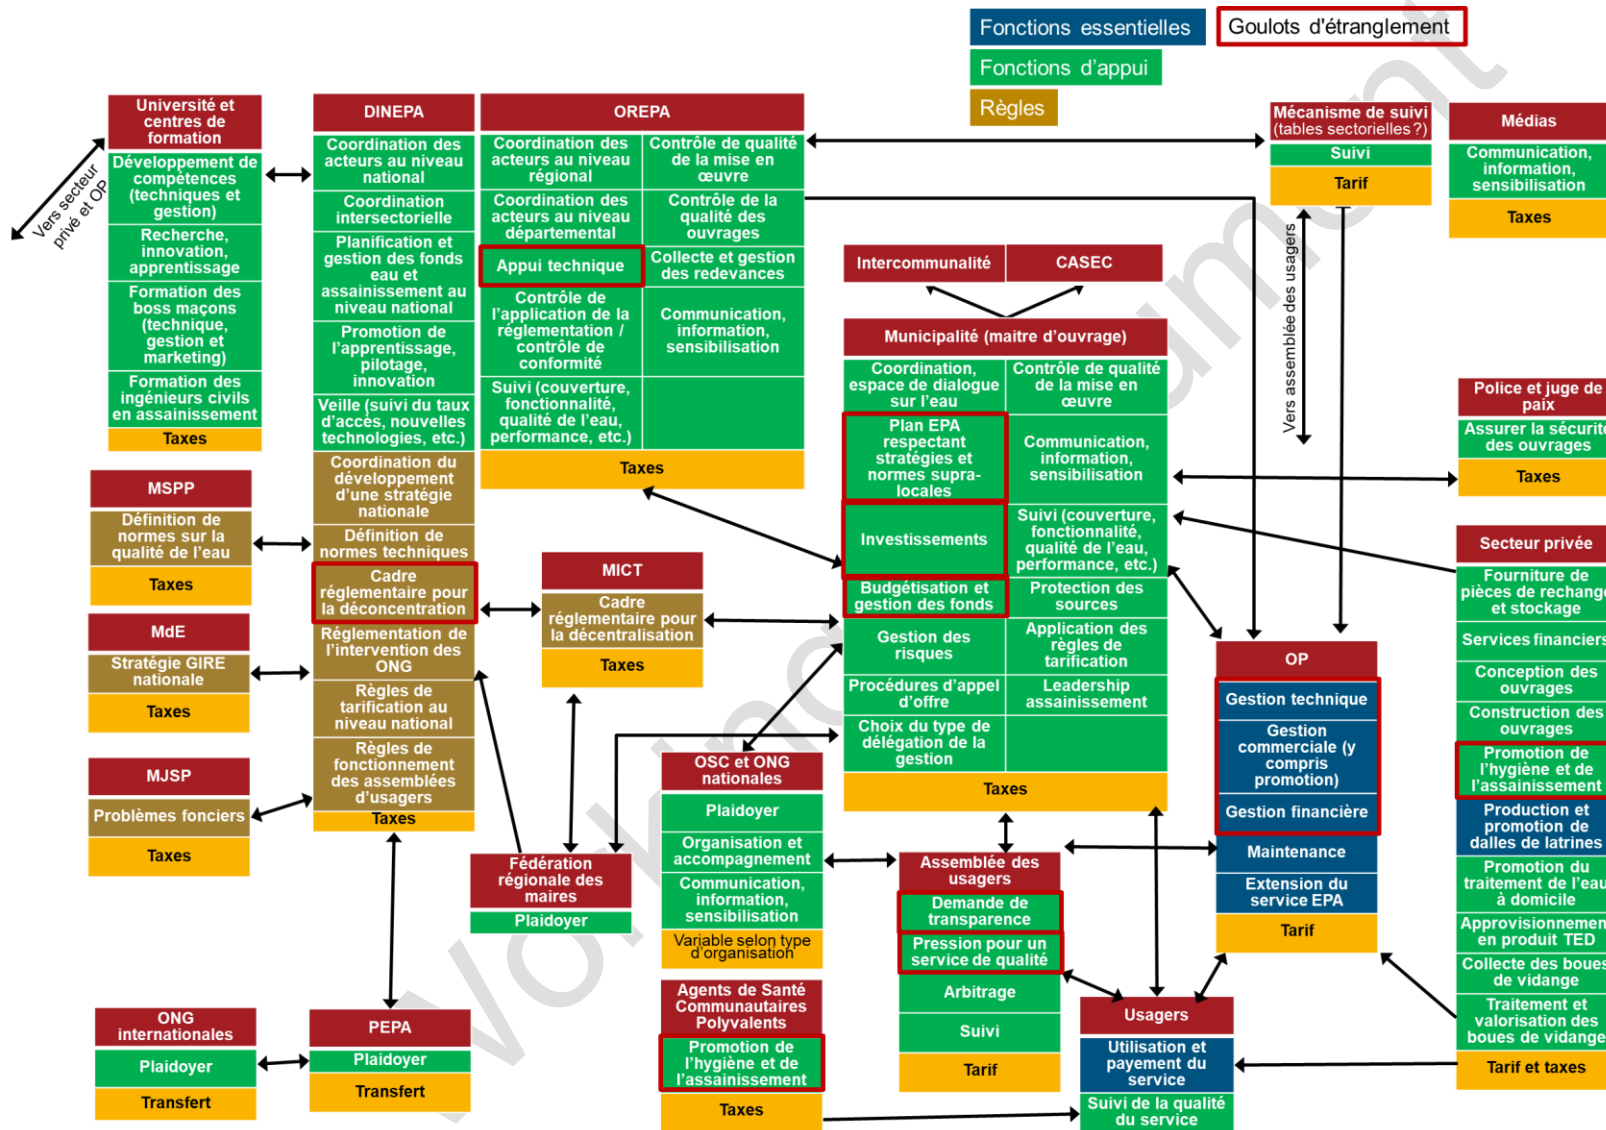 Fonctions essentielles
Goulots d'étranglement
Fonctions d'appui
Règles
Université et
centres de
formation
Développement de
compétences
(techniques et
gestion)
Recherche,
innovation,
apprentissage
Formation des
boss maçons
(technique,
gestion et
marketing)
Formation des
ingénieurs civils
en assainissement
Taxes
Vers secteur
privé et OP
DINEPA
Coordination des
acteurs au niveau
national
Coordination
intersectorielle
Planification et
gestion des fonds
eau et
assainissement au
niveau national
Promotion de
l'apprentissage,
pilotage,
innovation
Veille (suivi du taux
d'accès, nouvelles
technologies, etc.)
Coordination du
développement
d'une stratégie
nationale
Définition de
normes techniques
Cadre
réglementaire pour
la déconcentration
Réglementation de
l'intervention des
ONG
Règles de
tarification au
niveau national
Règles de
fonctionnement
des assemblées
d'usagers
Taxes
OREPA
Coordination des
acteurs au niveau
régional
Coordination des
acteurs au niveau
départemental
Appui technique
Contrôle de
l'application de la
réglementation /
contrôle de
conformité
Suivi (couverture,
fonctionnalité,
qualité de l'eau,
performance, etc.)
Contrôle de qualité
de la mise en
œuvre
Contrôle de la
qualité des
ouvrages
Collecte et gestion
des redevances
Communication,
information,
sensibilisation
Taxes
Mécanisme de suivi
(tables sectorielles ?)
Suivi
Tarif
Vers assemblée des usagers
Médias
Communication,
information,
sensibilisation
Taxes
Intercommunalité
CASEC
Municipalité (maitre d'ouvrage)
Coordination,
espace de dialogue
sur l'eau
Plan EPA
respectant
stratégies et
normes supra-
locales
Investissements
Budgétisation et
gestion des fonds
Gestion des
risques
Procédures d'appel
d'offre
Choix du type de
délégation de la
gestion
Contrôle de qualité
de la mise en
œuvre
Communication,
information,
sensibilisation
Suivi (couverture,
fonctionnalité,
qualité de l'eau,
performance, etc.)
Protection des
sources
Application des
règles de
tarification
Leadership
assainissement
Taxes
Police et juge de
paix
Assurer la sécurité
des ouvrages
Taxes
MSPP
Définition de
normes sur la
qualité de l'eau
Taxes
MdE
Stratégie GIRE
nationale
Taxes
MJSP
Problèmes fonciers
Taxes
MICT
Cadre
réglementaire pour
la décentralisation
Taxes
Fédération
régionale des
maires
Plaidoyer
OSC et ONG
nationales
Plaidoyer
Organisation et
accompagnement
Communication,
information,
sensibilisation
Variable selon type
d'organisation
Agents de Santé
Communautaires
Polyvalents
Promotion de
l'hygiène et de
l'assainissement
Taxes
Assemblée des
usagers
Demande de
transparence
Pression pour un
service de qualité
Arbitrage
Suivi
Tarif
OP
Gestion technique
Gestion
commerciale (y
compris
promotion)
Gestion financière
Maintenance
Extension du
service EPA
Tarif
Usagers
Utilisation et
payement du
service
Suivi de la qualité
du service
Secteur privée
Fourniture de
pièces de rechange
et stockage
Services financiers
Conception des
ouvrages
Construction des
ouvrages
Promotion de
l'hygiène et de
l'assainissement
Production et
promotion de
dalles de latrines
Promotion du
traitement de l'eau
à domicile
Approvisionnement
en produit TED
Collecte des boues
de vidange
Traitement et
valorisation des
boues de vidange
Tarif et taxes
ONG
internationales
Plaidoyer
Transfert
PEPA
Plaidoyer
Transfert